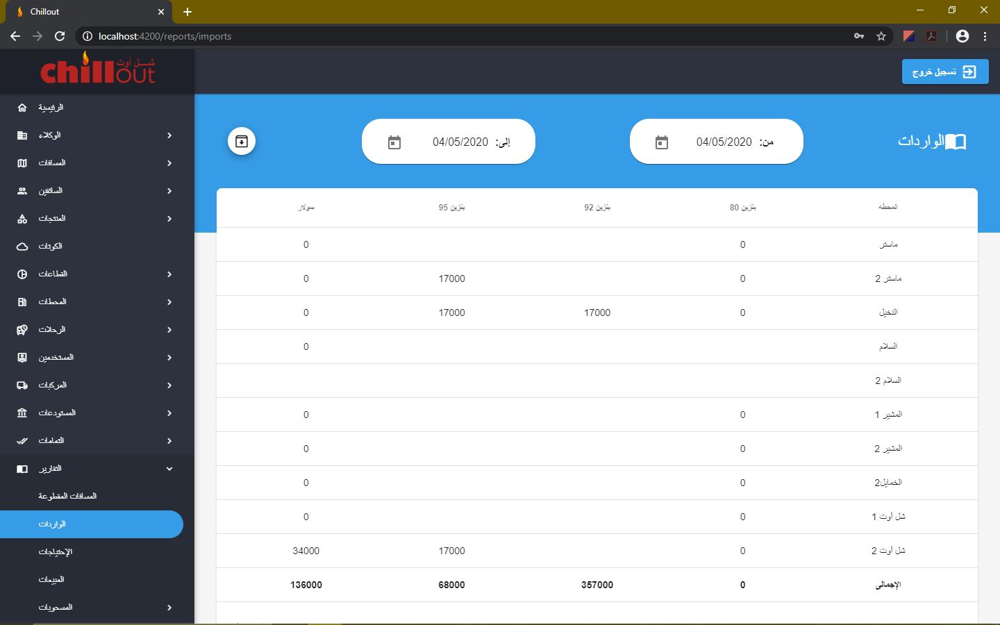 Chillout
localhost:4200/reports/imports
chillout شـل أوت
تسجيل خروج
الرئيسية
الوكلاء
المسافات
السائقين
المنتجات
الكوتات
القطاعات
المحطات
الرحلات
المستخدمين
المركبات
المستودعات
التمامات
التقارير
المسافات المقطوعة
الواردات
الإحتياجات
المبيعات
المسحوبات
الواردات
من: 04/05/2020
إلى: 04/05/2020
المحطه بنزين 80 بنزين 92 بنزين 95 سولار
ماستر 0 0
ماستر 2 0 17000 0
النخيل 0 17000 17000 0
السلام 0
السلام 2
المشير 1 0 0
المشير 2 0 0
الخمايل2 0 0
شل أوت 1 0 0
شل أوت 2 0 17000 34000
الإجمالى 0 357000 68000 136000